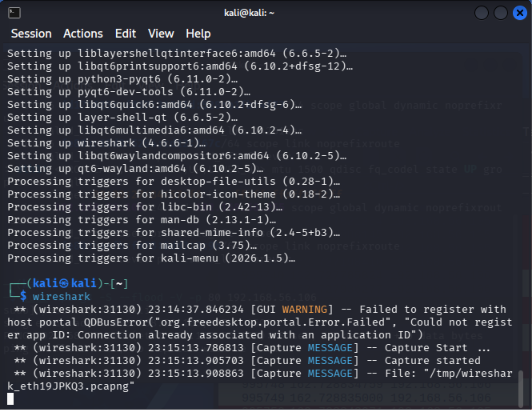 kali@kali: ~
Session Actions Edit View Help
Setting up liblayershellqtinterface6:amd64 (6.6.5-2)…
Setting up libqt6printsupport6:amd64 (6.10.2+dfsg-12)…
Setting up python3-pyqt6 (6.11.0-2)…
Setting up pyqt6-dev-tools (6.11.0-2)…
Setting up libqt6quick6:amd64 (6.10.2+dfsg-6)…
Setting up layer-shell-qt (6.6.5-2)…
Setting up libqt6multimedia6:amd64 (6.10.2-4)…
Setting up wireshark (4.6.6-1)…
Setting up libqt6waylandcompositor6:amd64 (6.10.2-5)…
Setting up qt6-wayland:amd64 (6.10.2-5)…
Processing triggers for desktop-file-utils (0.28-1)…
Processing triggers for hicolor-icon-theme (0.18-2)…
Processing triggers for libc-bin (2.42-13)…
Processing triggers for man-db (2.13.1-1)…
Processing triggers for shared-mime-info (2.4-5+b3)…
Processing triggers for mailcap (3.75)…
Processing triggers for kali-menu (2026.1.5)…
┌──(kali㉿kali)-[~]
└─$ wireshark
** (wireshark:31130) 23:14:37.846234 [GUI WARNING] -- Failed to register with
host portal QDBusError("org.freedesktop.portal.Error.Failed", "Could not regist
er app ID: Connection already associated with an application ID")
** (wireshark:31130) 23:15:13.786813 [Capture MESSAGE] -- Capture Start ...
** (wireshark:31130) 23:15:13.905703 [Capture MESSAGE] -- Capture started
** (wireshark:31130) 23:15:13.908863 [Capture MESSAGE] -- File: "/tmp/wireshar
k_eth19JPKQ3.pcapng"